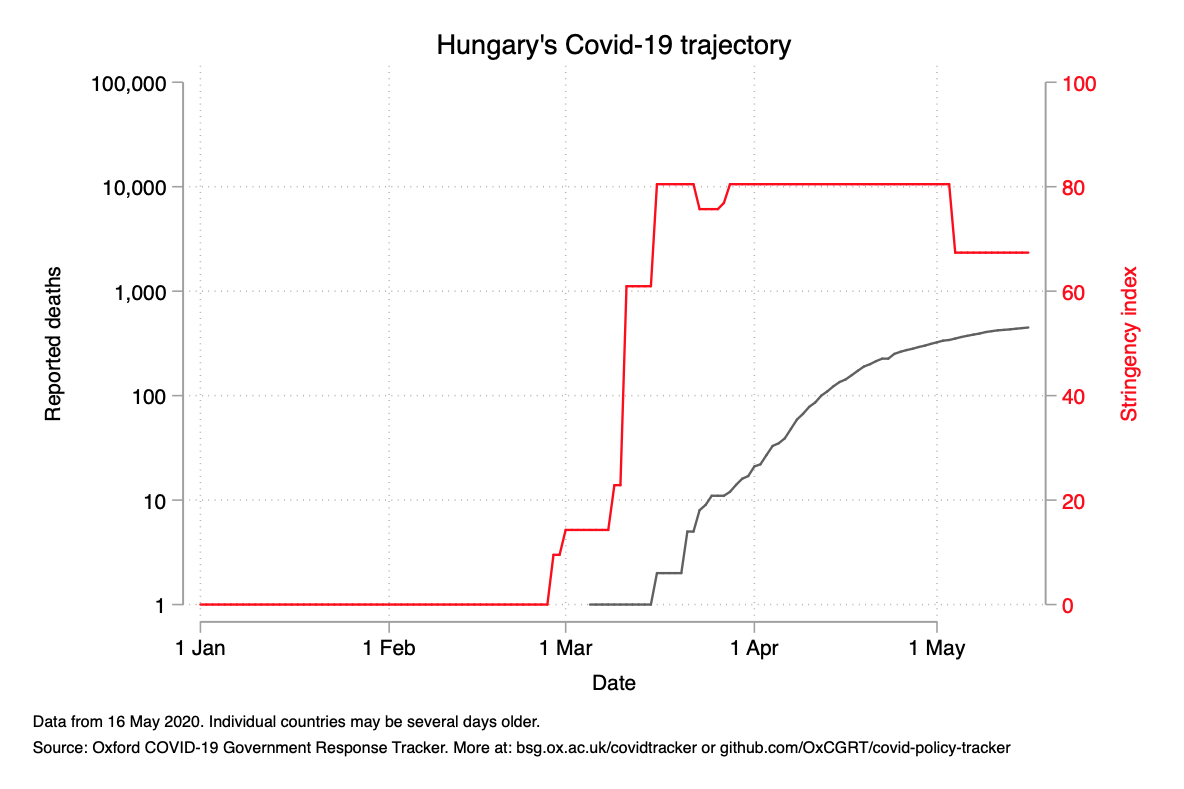 Hungary's Covid-19 trajectory
100,000
10,000
1,000
100
10
1
Reported deaths
100
80
60
40
20
0
Stringency index
1 Jan 1 Feb 1 Mar 1 Apr 1 May
Date
Data from 16 May 2020. Individual countries may be several days older.
Source: Oxford COVID-19 Government Response Tracker. More at: bsg.ox.ac.uk/covidtracker or github.com/OxCGRT/covid-policy-tracker